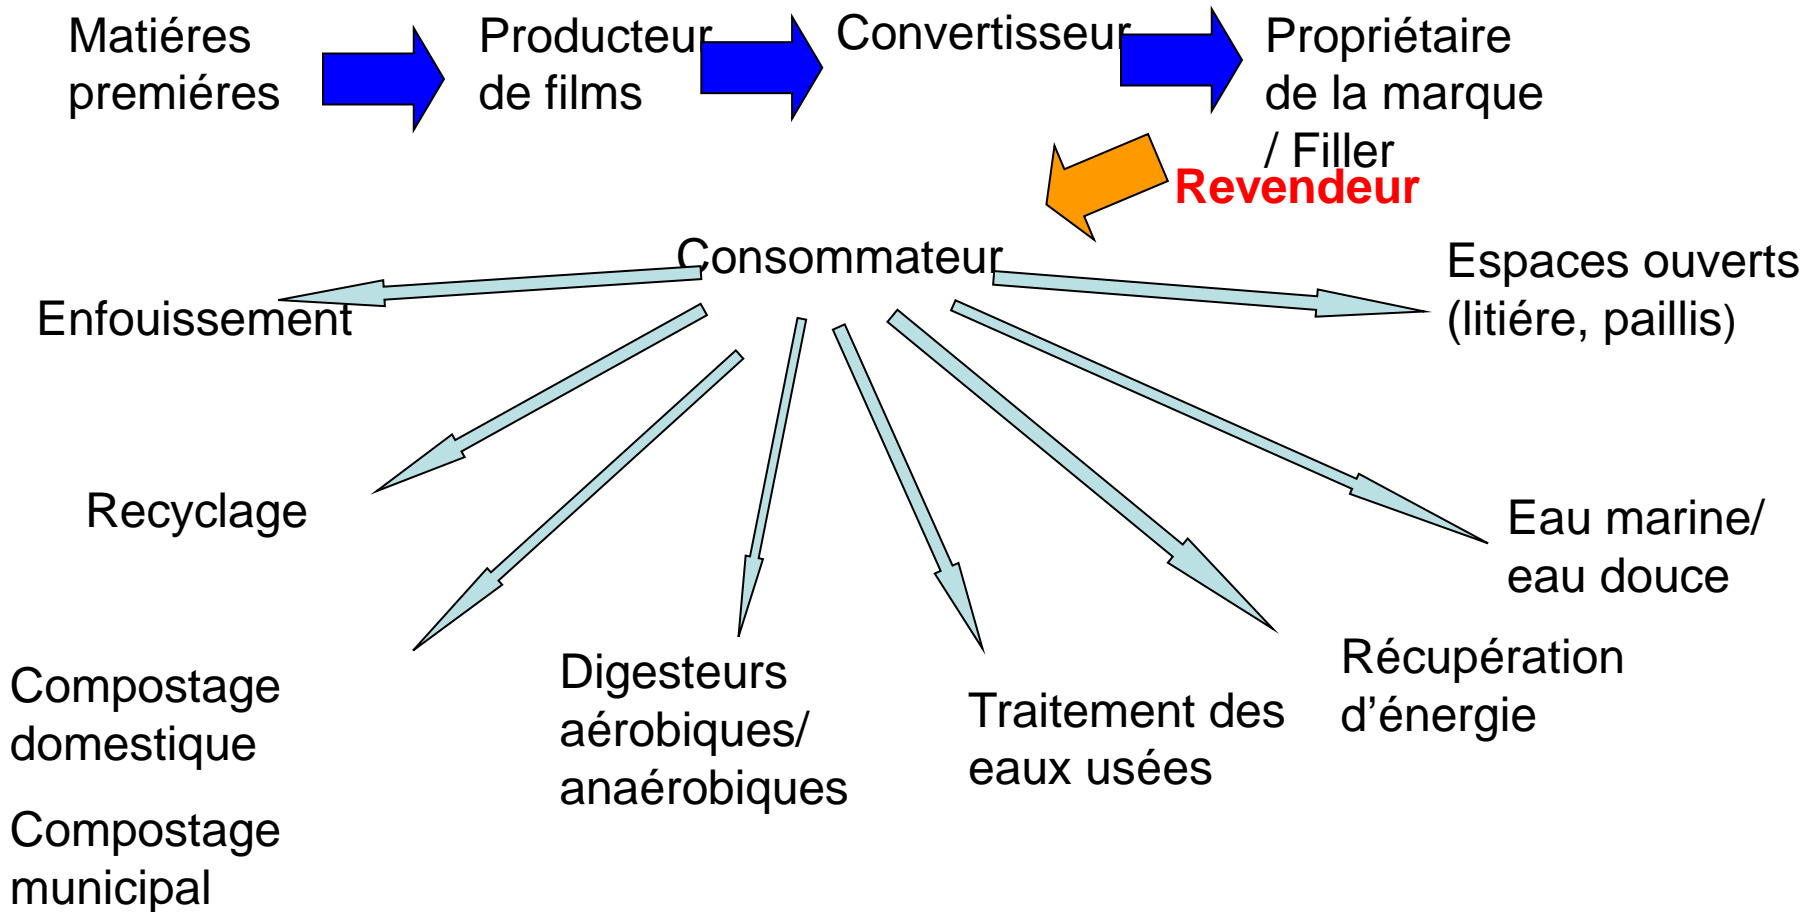 Matiéres
premiéres
Producteur
de films
Convertisseur
Propriétaire
de la marque
/ Filler
Revendeur
Consommateur
Enfouissement
Espaces ouverts
(litiére, paillis)
Recyclage
Eau marine/
eau douce
Compostage
domestique
Compostage
municipal
Digesteurs
aérobiques/
anaérobiques
Traitement des
eaux usées
Récupération
d’énergie